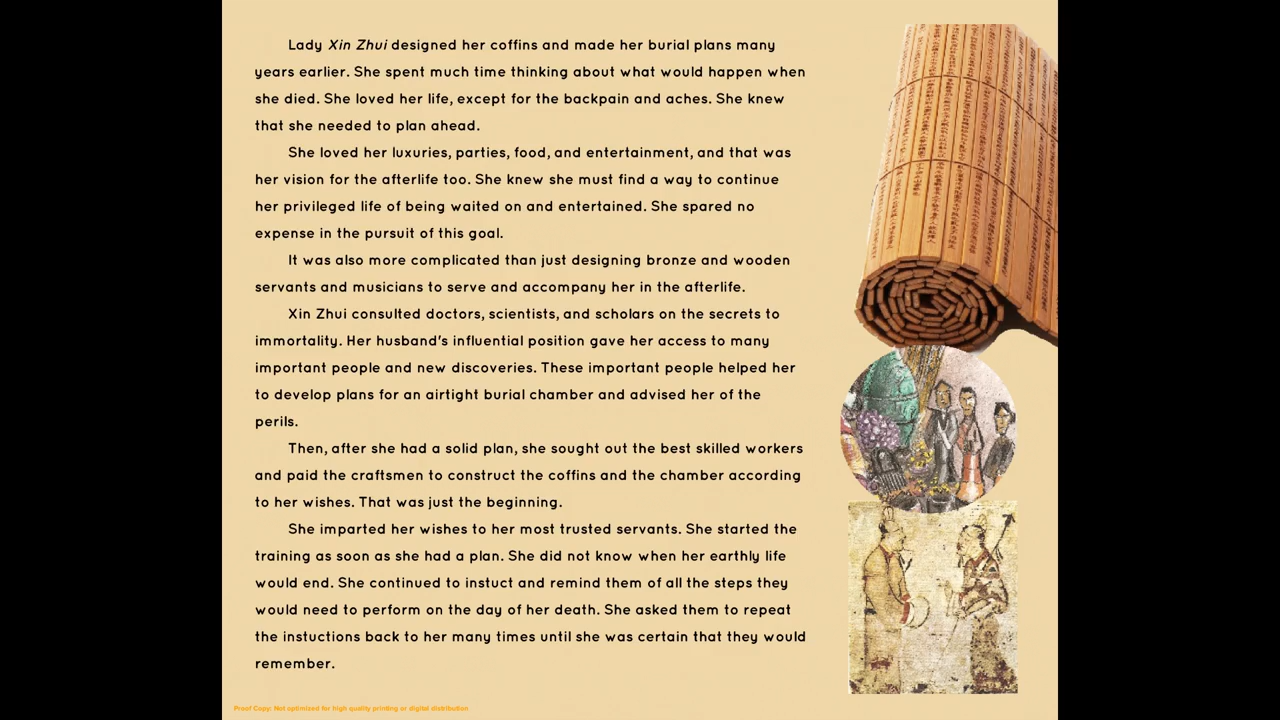 Lady Xin Zhui designed her coffins and made her burial plans many
years earlier. She spent much time thinking about what would happen when
she died. She loved her life, except for the backpain and aches. She knew
that she needed to plan ahead.
She loved her luxuries, parties, food, and entertainment, and that was
her vision for the afterlife too. She knew she must find a way to continue
her privileged life of being waited on and entertained. She spared no
expense in the pursuit of this goal.
It was also more complicated than just designing bronze and wooden
servants and musicians to serve and accompany her in the afterlife.
Xin Zhui consulted doctors, scientists, and scholars on the secrets to
immortality. Her husband's influential position gave her access to many
important people and new discoveries. These important people helped her
to develop plans for an airtight burial chamber and advised her of the
perils.
Then, after she had a solid plan, she sought out the best skilled workers
and paid the craftsmen to construct the coffins and the chamber according
to her wishes. That was just the beginning.
She imparted her wishes to her most trusted servants. She started the
training as soon as she had a plan. She did not know when her earthly life
would end. She continued to instuct and remind them of all the steps they
would need to perform on the day of her death. She asked them to repeat
the instuctions back to her many times until she was certain that they would
remember.
Proof Copy: Not optimized for high quality printing or digital distribution